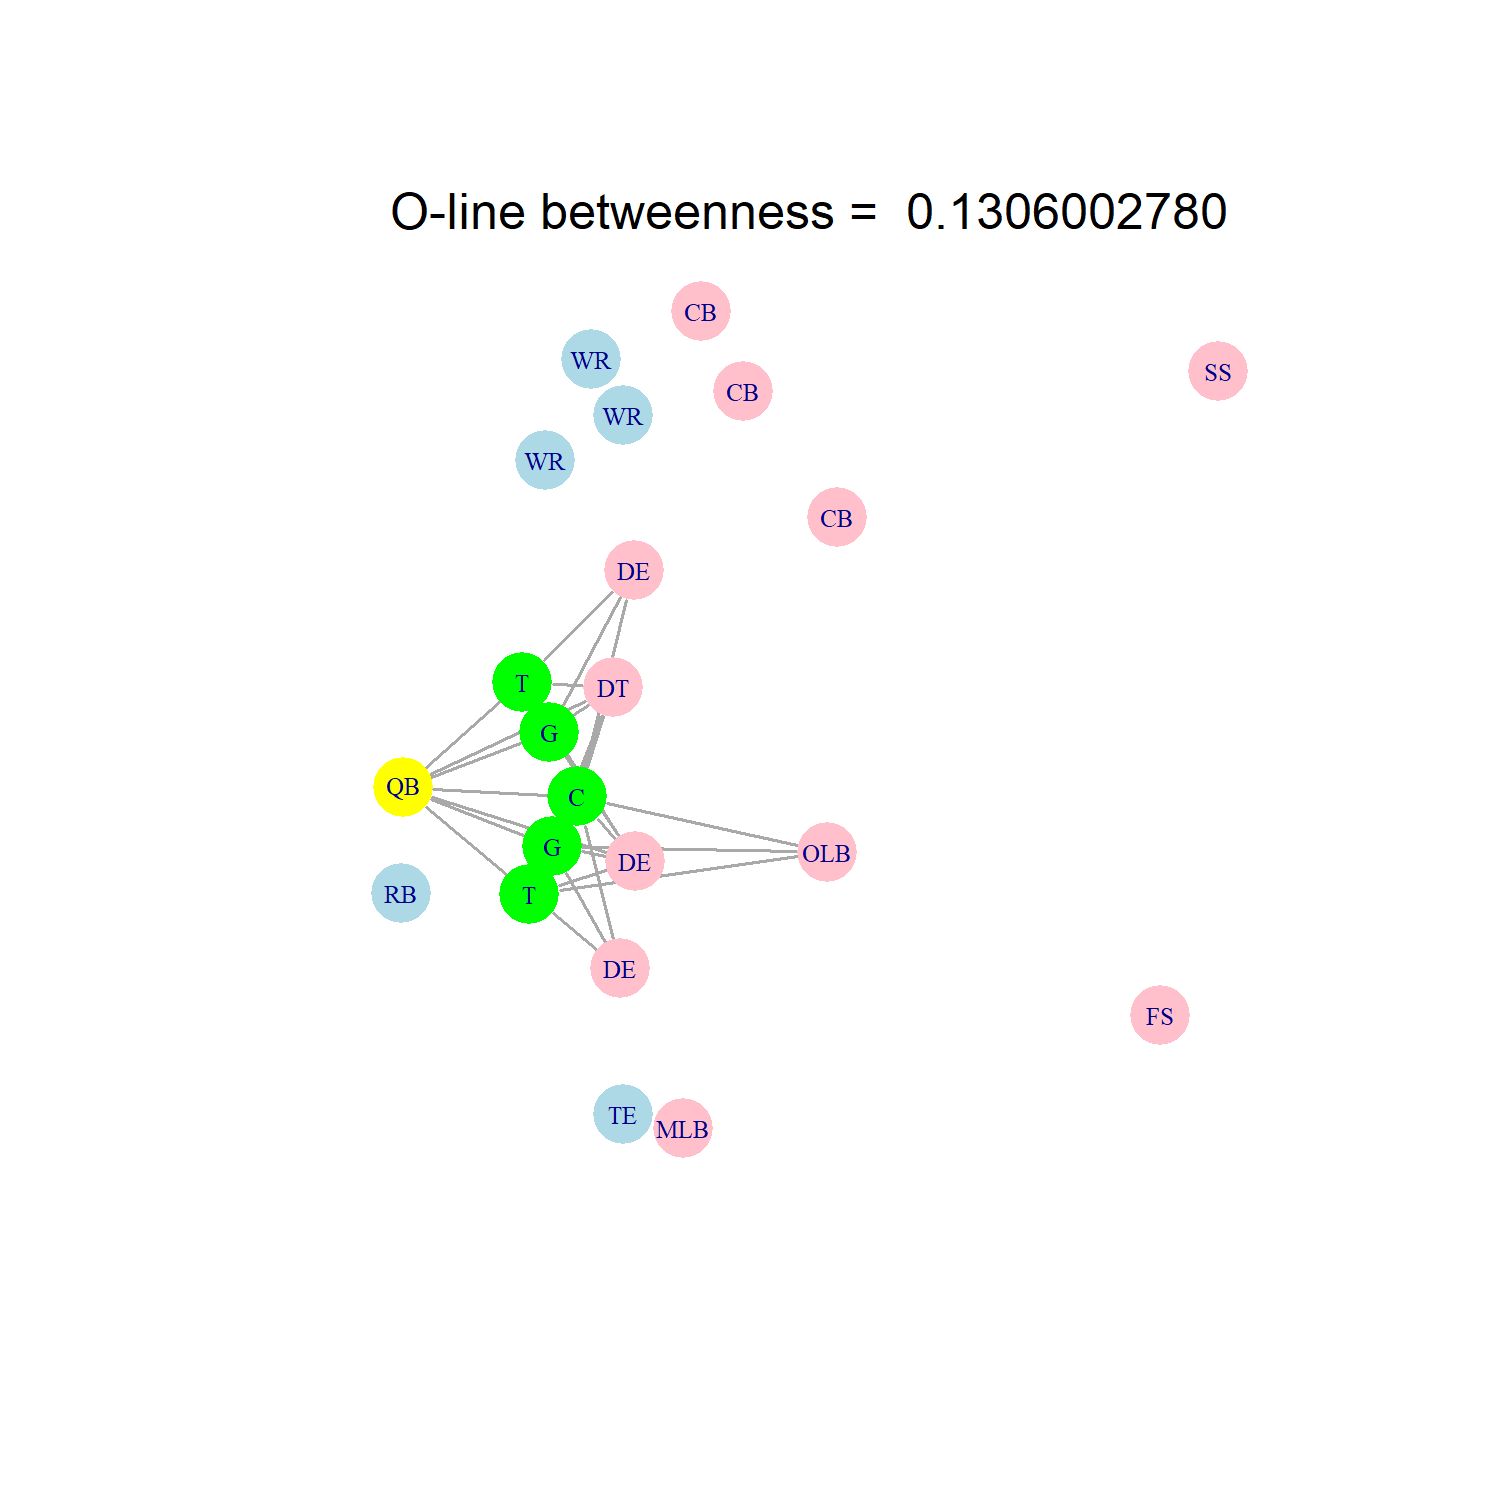 O-line betweenness = 0.1306002780
CB
WR
SS
CB
WR
WR
CB
DE
T
DT
G
QB
C
G
OLB
DE
RB
T
DE
FS
TE
MLB